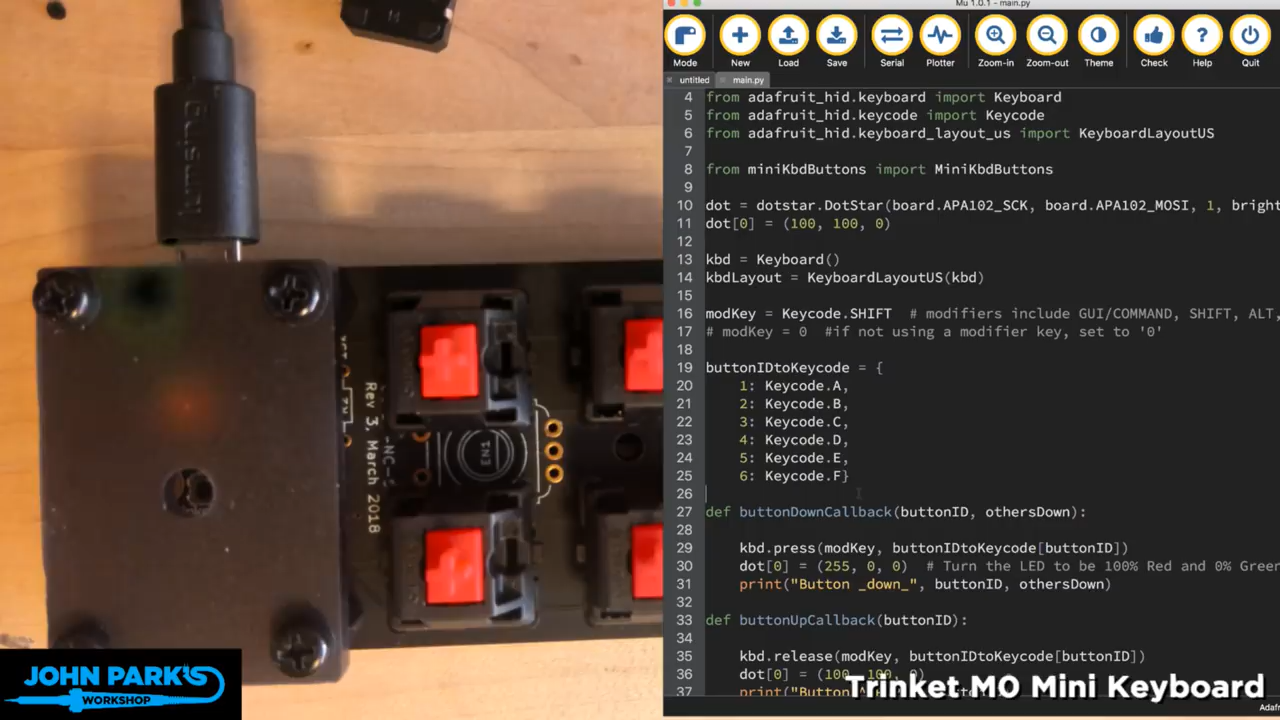 Mu 1.0.1 - main.py
Mode New Load Save Serial Plotter Zoom-in Zoom-out Theme Check Help Quit
untitled main.py
4 from adafruit_hid.keyboard import Keyboard
5 from adafruit_hid.keycode import Keycode
6 from adafruit_hid.keyboard_layout_us import KeyboardLayoutUS
7
8 from miniKbdButtons import MiniKbdButtons
9
10 dot = dotstar.DotStar(board.APA102_SCK, board.APA102_MOSI, 1, bright
11 dot[0] = (100, 100, 0)
12
13 kbd = Keyboard()
14 kbdLayout = KeyboardLayoutUS(kbd)
15
16 modKey = Keycode.SHIFT  # modifiers include GUI/COMMAND, SHIFT, ALT,
17 # modKey = 0  #if not using a modifier key, set to '0'
18
19 buttonIDtoKeycode = {
20 1: Keycode.A,
21 2: Keycode.B,
22 3: Keycode.C,
23 4: Keycode.D,
24 5: Keycode.E,
25 6: Keycode.F}
26
27 def buttonDownCallback(buttonID, othersDown):
28
29 kbd.press(modKey, buttonIDtoKeycode[buttonID])
30 dot[0] = (255, 0, 0)  # Turn the LED to be 100% Red and 0% Green
31 print("Button _down_", buttonID, othersDown)
32
33 def buttonUpCallback(buttonID):
34
35 kbd.release(modKey, buttonIDtoKeycode[buttonID])
36 dot[0] = (100, 100, 0)
37 print("Button
Rev 3, March 2018
EN1
JOHN PARK'S
WORKSHOP
Trinket M0 Mini Keyboard